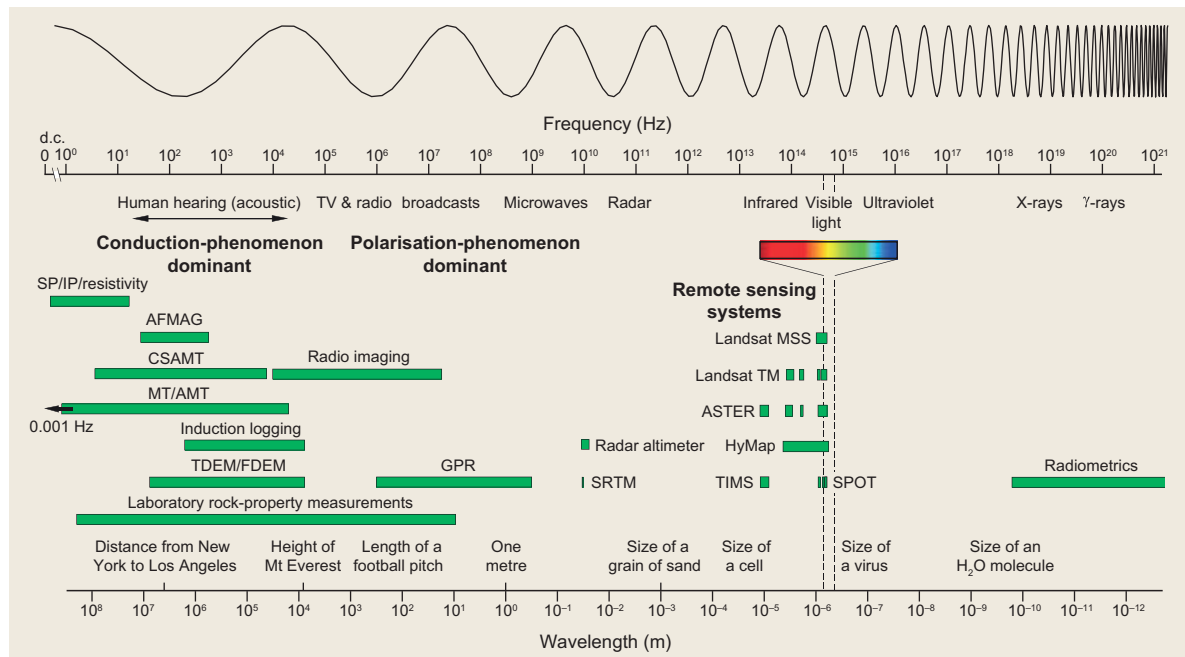 Frequency (Hz)
d.c.
0 10⁰ 10¹ 10² 10³ 10⁴ 10⁵ 10⁶ 10⁷ 10⁸ 10⁹ 10¹⁰ 10¹¹ 10¹² 10¹³ 10¹⁴ 10¹⁵ 10¹⁶ 10¹⁷ 10¹⁸ 10¹⁹ 10²⁰ 10²¹
Human hearing (acoustic) TV & radio broadcasts Microwaves Radar Infrared Visible Ultraviolet X-rays γ-rays
light
Conduction-phenomenon
dominant
Polarisation-phenomenon
dominant
Remote sensing
systems
SP/IP/resistivity
AFMAG
Landsat MSS
CSAMT
Radio imaging
Landsat TM
MT/AMT
0.001 Hz
ASTER
Induction logging
Radar altimeter
HyMap
TDEM/FDEM
GPR
SRTM
TIMS
SPOT
Radiometrics
Laboratory rock-property measurements
Distance from New
York to Los Angeles
Height of
Mt Everest
Length of a
football pitch
One
metre
Size of a
grain of sand
Size of
a cell
Size of
a virus
Size of an
H₂O molecule
10⁸ 10⁷ 10⁶ 10⁵ 10⁴ 10³ 10² 10¹ 10⁰ 10⁻¹ 10⁻² 10⁻³ 10⁻⁴ 10⁻⁵ 10⁻⁶ 10⁻⁷ 10⁻⁸ 10⁻⁹ 10⁻¹⁰ 10⁻¹¹ 10⁻¹²
Wavelength (m)